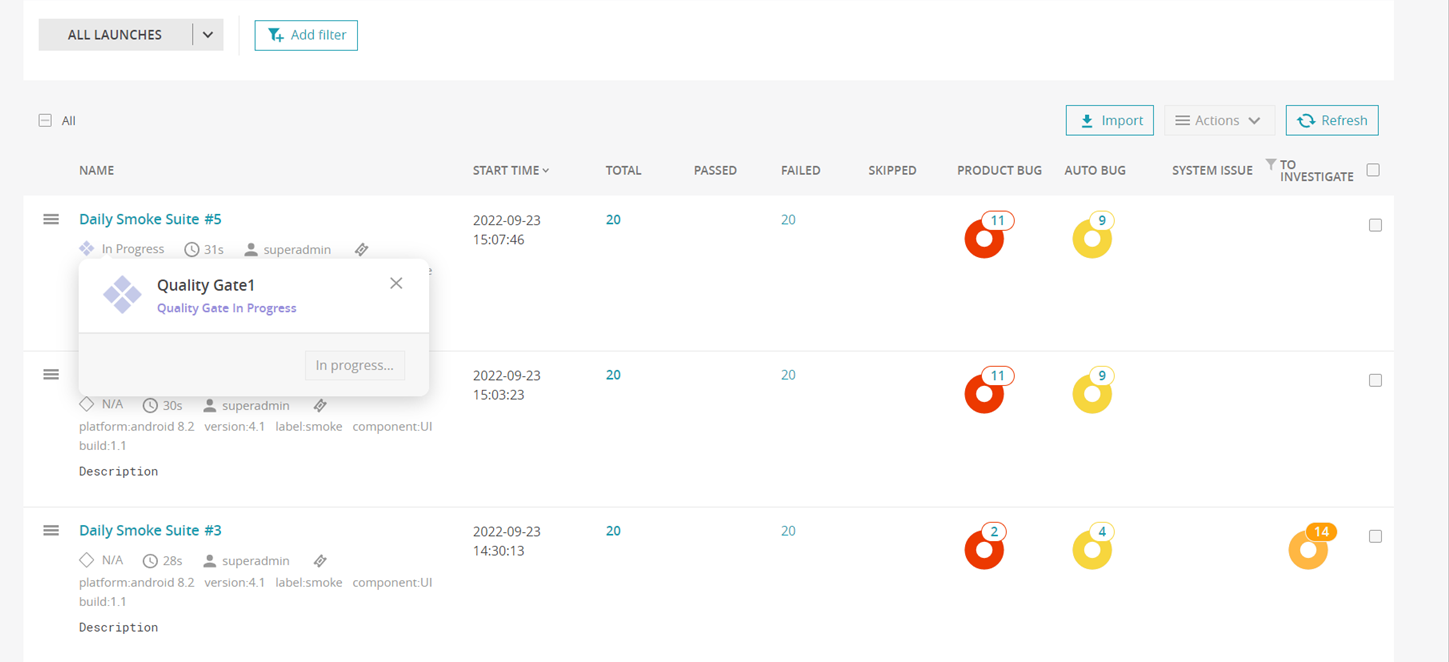 ALL LAUNCHES
Add filter
All
Import
Actions
Refresh
NAME START TIME TOTAL PASSED FAILED SKIPPED PRODUCT BUG AUTO BUG SYSTEM ISSUE TO INVESTIGATE
Daily Smoke Suite #5
2022-09-23
15:07:46
20
20
11
9
In Progress 31s superadmin
Quality Gate1
Quality Gate In Progress
In progress...
2022-09-23
15:03:23
20
20
11
9
N/A 30s superadmin
platform:android 8.2 version:4.1 label:smoke component:UI
build:1.1
Description
Daily Smoke Suite #3
2022-09-23
14:30:13
20
20
2
4
14
N/A 28s superadmin
platform:android 8.2 version:4.1 label:smoke component:UI
build:1.1
Description